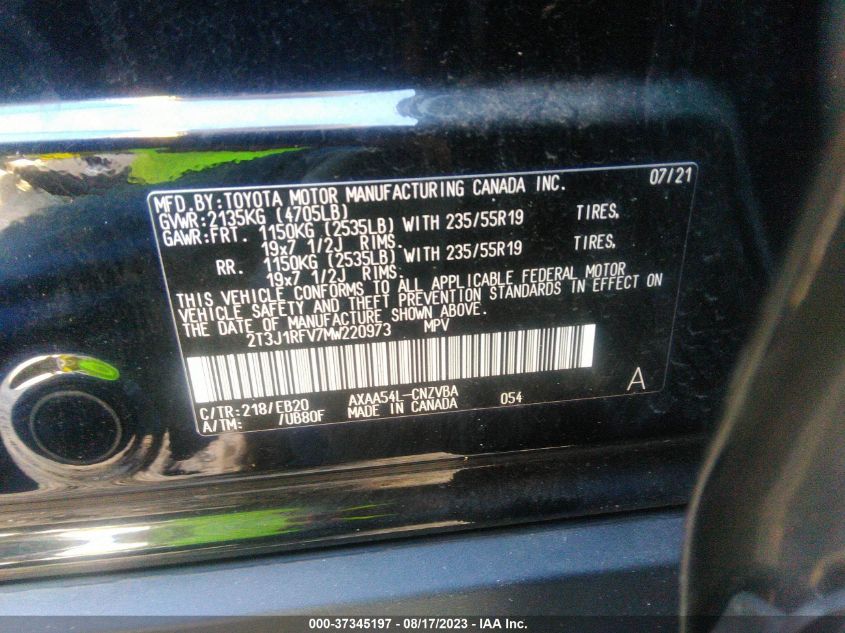 MFD.BY:TOYOTA MOTOR MANUFACTURING CANADA INC. 07/21
GVWR:2135KG (4705LB)
GAWR:FRT. 1150KG (2535LB) WITH 235/55R19 TIRES,
19x7 1/2J RIMS.
RR. 1150KG (2535LB) WITH 235/55R19 TIRES,
19x7 1/2J RIMS.
THIS VEHICLE CONFORMS TO ALL APPLICABLE FEDERAL MOTOR
VEHICLE SAFETY AND THEFT PREVENTION STANDARDS IN EFFECT ON
THE DATE OF MANUFACTURE SHOWN ABOVE.
2T3J1RFV7MW220973 MPV
C/TR:218/EB20 AXAA54L-CNZVBA 054 A
A/TM: /UB80F MADE IN CANADA
000-37345197 - 08/17/2023 - IAA Inc.